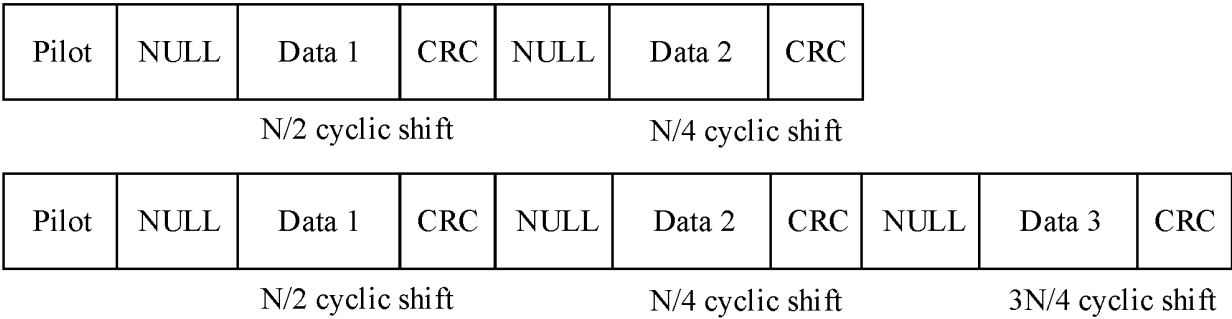 Pilot NULL Data 1 CRC NULL Data 2 CRC
N/2 cyclic shift N/4 cyclic shift
Pilot NULL Data 1 CRC NULL Data 2 CRC NULL Data 3 CRC
N/2 cyclic shift N/4 cyclic shift 3N/4 cyclic shift